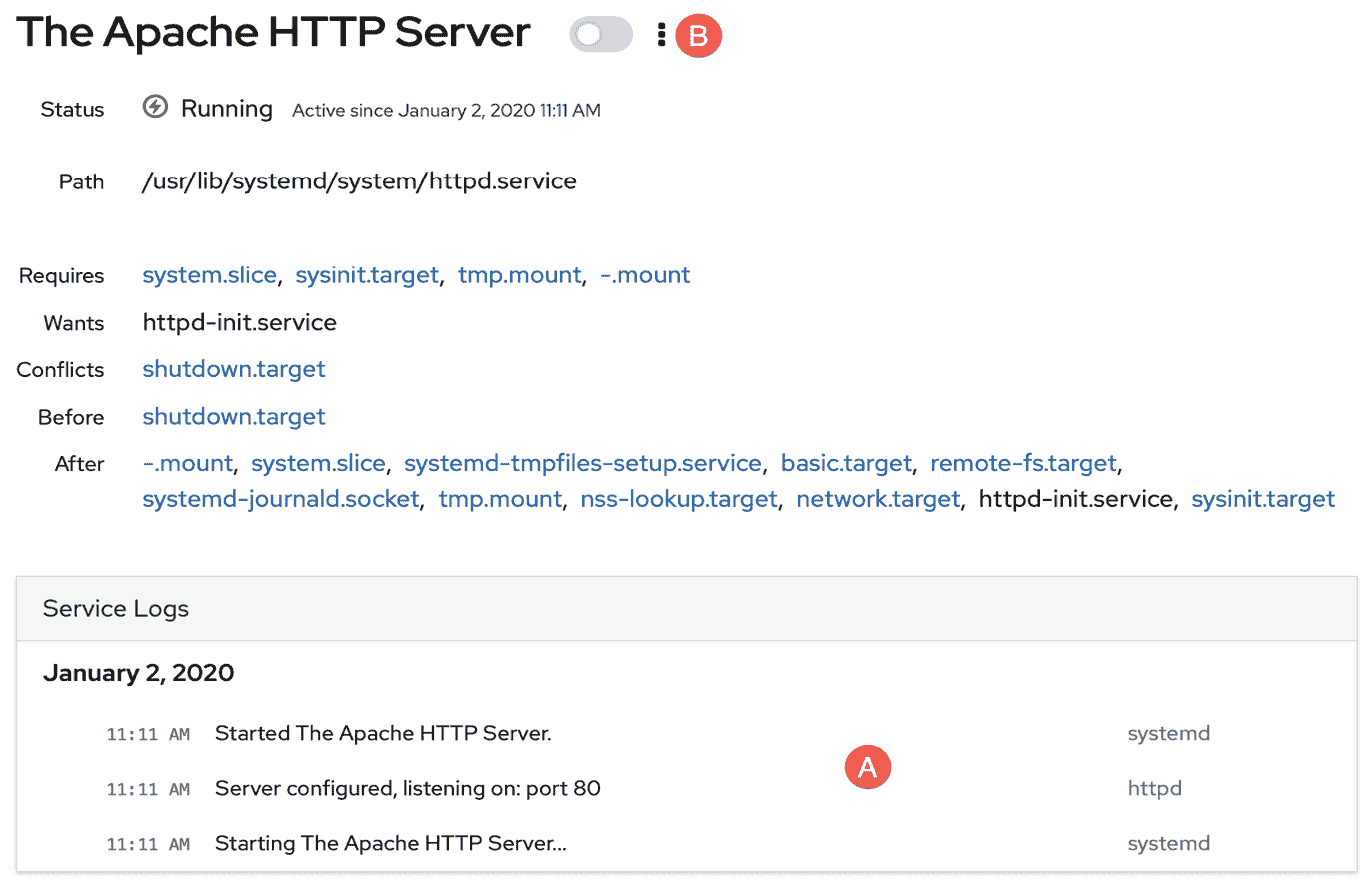 The Apache HTTP Server B
Status Running Active since January 2, 2020 11:11 AM
Path /usr/lib/systemd/system/httpd.service
Requires system.slice, sysinit.target, tmp.mount, -.mount
Wants httpd-init.service
Conflicts shutdown.target
Before shutdown.target
After -.mount, system.slice, systemd-tmpfiles-setup.service, basic.target, remote-fs.target,
systemd-journald.socket, tmp.mount, nss-lookup.target, network.target, httpd-init.service, sysinit.target
Service Logs
January 2, 2020
11:11 AM Started The Apache HTTP Server. systemd
A
11:11 AM Server configured, listening on: port 80 httpd
11:11 AM Starting The Apache HTTP Server... systemd